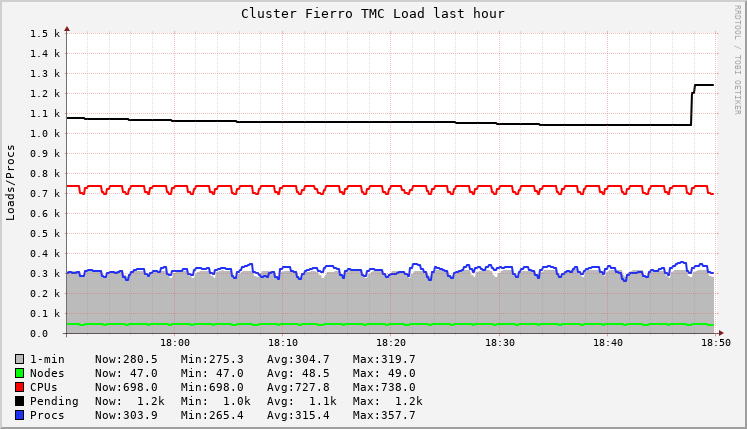 Cluster Fierro TMC Load last hour
RRDTOOL / TOBI OETIKER
Loads/Procs
1.5 k
1.4 k
1.3 k
1.2 k
1.1 k
1.0 k
0.9 k
0.8 k
0.7 k
0.6 k
0.5 k
0.4 k
0.3 k
0.2 k
0.1 k
0.0
18:00 18:10 18:20 18:30 18:40 18:50
1-min Now:280.5 Min:275.3 Avg:304.7 Max:319.7
Nodes Now: 47.0 Min: 47.0 Avg: 48.5 Max: 49.0
CPUs Now:698.0 Min:698.0 Avg:727.8 Max:738.0
Pending Now: 1.2k Min: 1.0k Avg: 1.1k Max: 1.2k
Procs Now:303.9 Min:265.4 Avg:315.4 Max:357.7